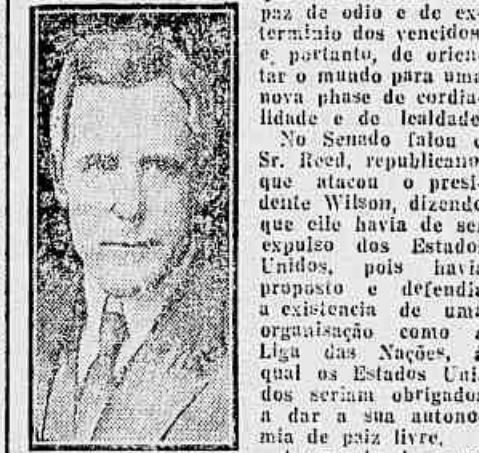 paz de odio e de ex-
terminio dos vencidos
e, portanto, de orien-
tar o mundo para uma
nova phase de cordia-
lidade e de lealdade
No Senado falou o
Sr. Reed, republicano
que atacou o presi-
dente Wilson, dizendo
que elle havia de ser
expulso dos Estados
Unidos, pois havia
proposto e defendia
a existencia de uma
organisação como a
Liga das Nações, á
qual os Estados Uni-
dos seriam obrigados
a dar a sua autono-
mia de paiz livre.